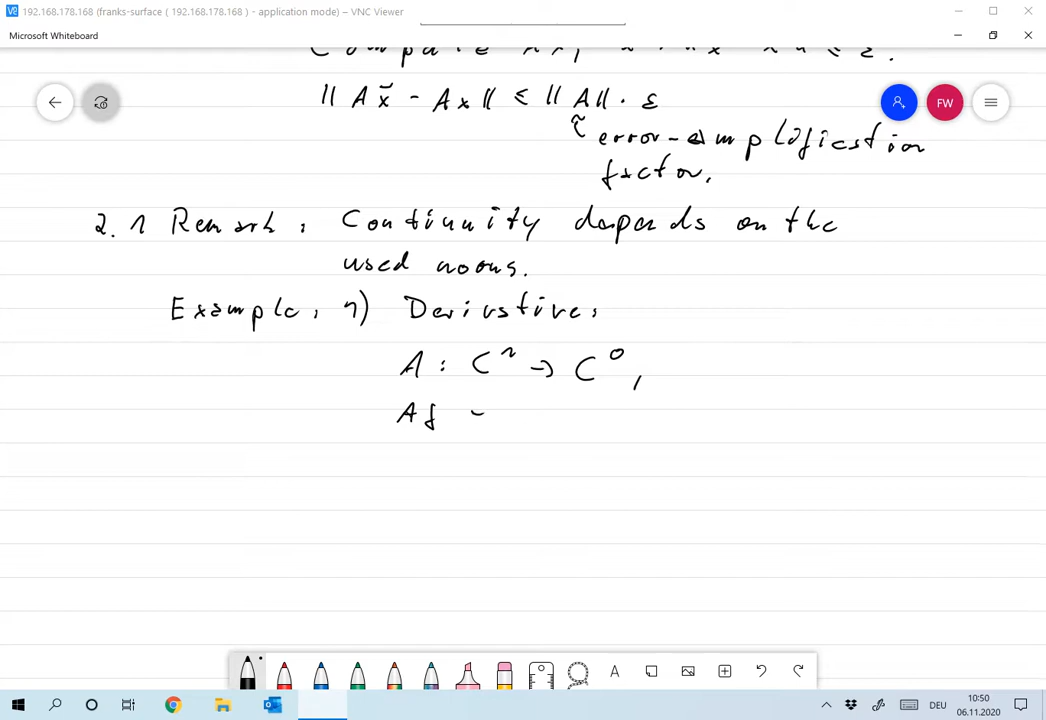 192.168.178.168 (franks-surface ( 192.168.178.168 ) - application mode) – VNC Viewer
Microsoft Whiteboard
FW
‖ A x̃ - A x ‖ ≤ ‖ A ‖ · ε
error-amplification
factor.
2.1 Remark: Continuity depends on the
used norms.
Example: 1) Derivative:
A : C¹ → C⁰,
Af
A
DEU
10:50
06.11.2020